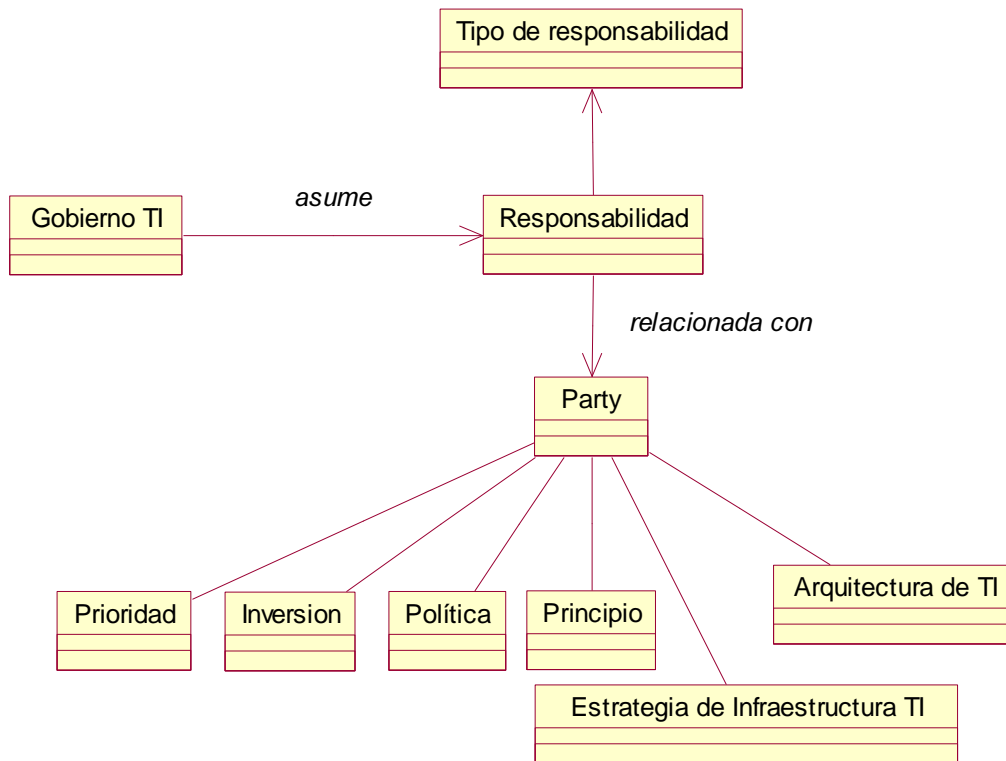 Tipo de responsabilidad
asume
Gobierno TI
Responsabilidad
relacionada con
Party
Arquitectura de TI
Prioridad
Inversion
Política
Principio
Estrategia de Infraestructura TI